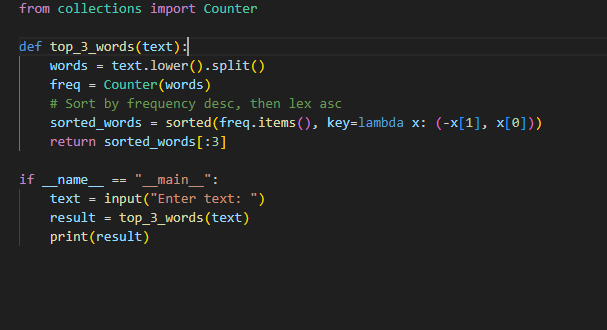 from collections import Counter
def top_3_words(text):
    words = text.lower().split()
    freq = Counter(words)
    # Sort by frequency desc, then lex asc
    sorted_words = sorted(freq.items(), key=lambda x: (-x[1], x[0]))
    return sorted_words[:3]
if __name__ == "__main__":
    text = input("Enter text: ")
    result = top_3_words(text)
    print(result)